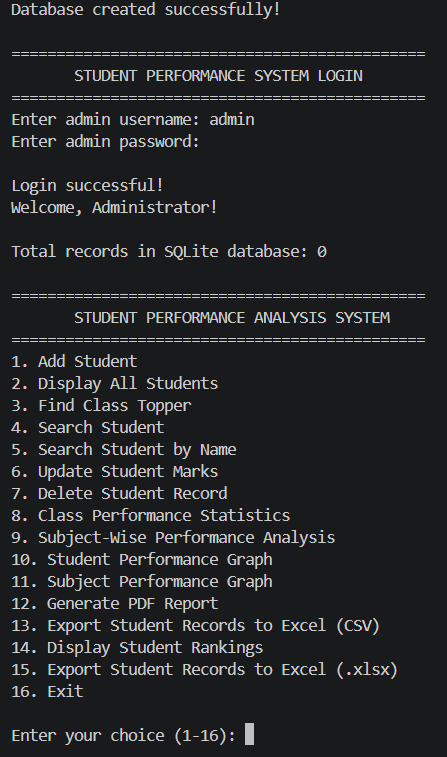 Database created successfully!
==============================================
STUDENT PERFORMANCE SYSTEM LOGIN
==============================================
Enter admin username: admin
Enter admin password:
Login successful!
Welcome, Administrator!
Total records in SQLite database: 0
==============================================
STUDENT PERFORMANCE ANALYSIS SYSTEM
==============================================
1. Add Student
2. Display All Students
3. Find Class Topper
4. Search Student
5. Search Student by Name
6. Update Student Marks
7. Delete Student Record
8. Class Performance Statistics
9. Subject-Wise Performance Analysis
10. Student Performance Graph
11. Subject Performance Graph
12. Generate PDF Report
13. Export Student Records to Excel (CSV)
14. Display Student Rankings
15. Export Student Records to Excel (.xlsx)
16. Exit
Enter your choice (1-16):